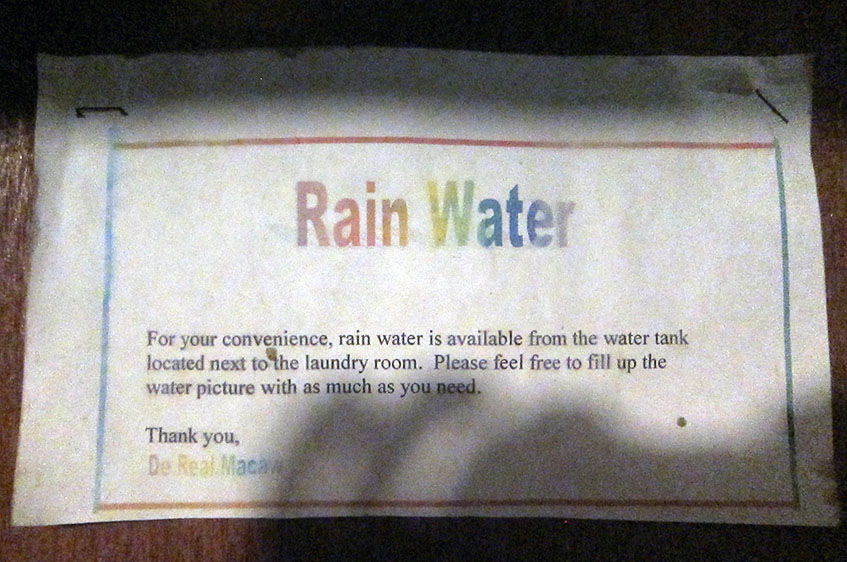 Rain Water
For your convenience, rain water is available from the water tank
located next to the laundry room. Please feel free to fill up the
water picture with as much as you need.
Thank you,
De Real Macaw